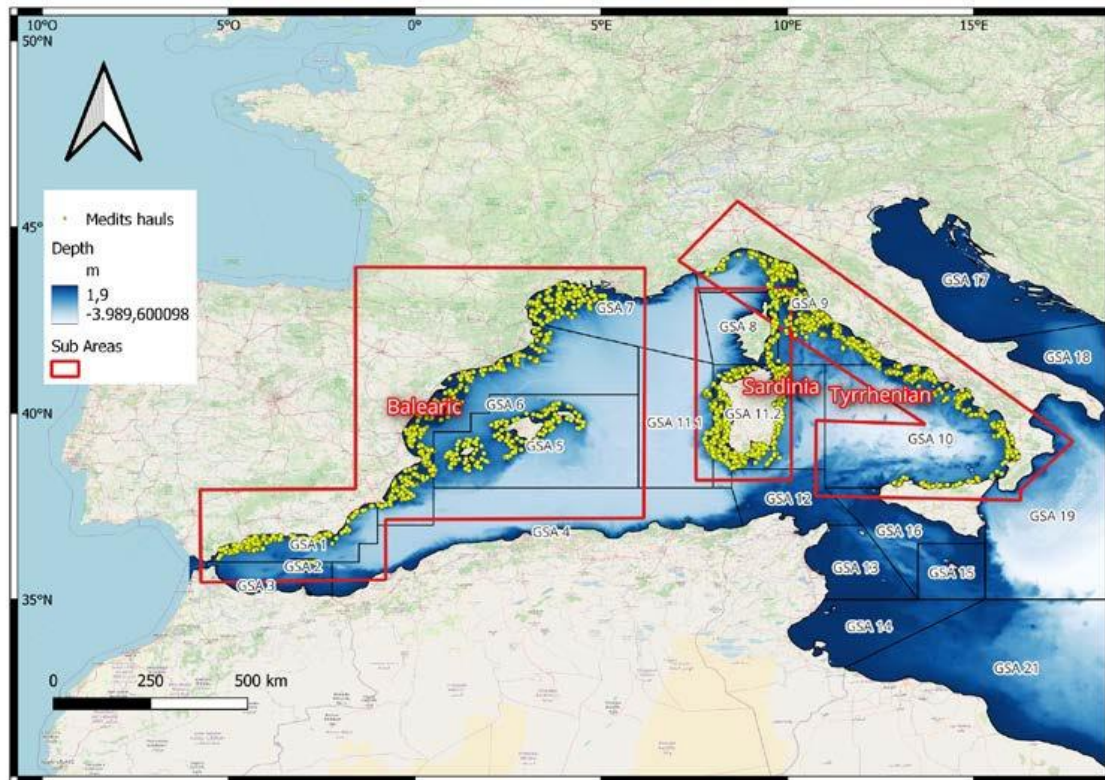 10°O 5°O 0° 5°E 10°E 15°E
50°N
45°N
40°N
35°N
Medits hauls
Depth
m
1,9
-3.989,600098
Sub Areas
GSA 17
GSA 7
GSA 9
GSA 8
GSA 18
Balearic
GSA 6
Sardinia
Tyrrhenian
GSA 11.1
GSA 11.2
GSA 5
GSA 10
GSA 12
GSA 19
GSA 4
GSA 16
GSA 1
GSA 2
GSA 3
GSA 13
GSA 15
GSA 14
GSA 21
0 250 500 km